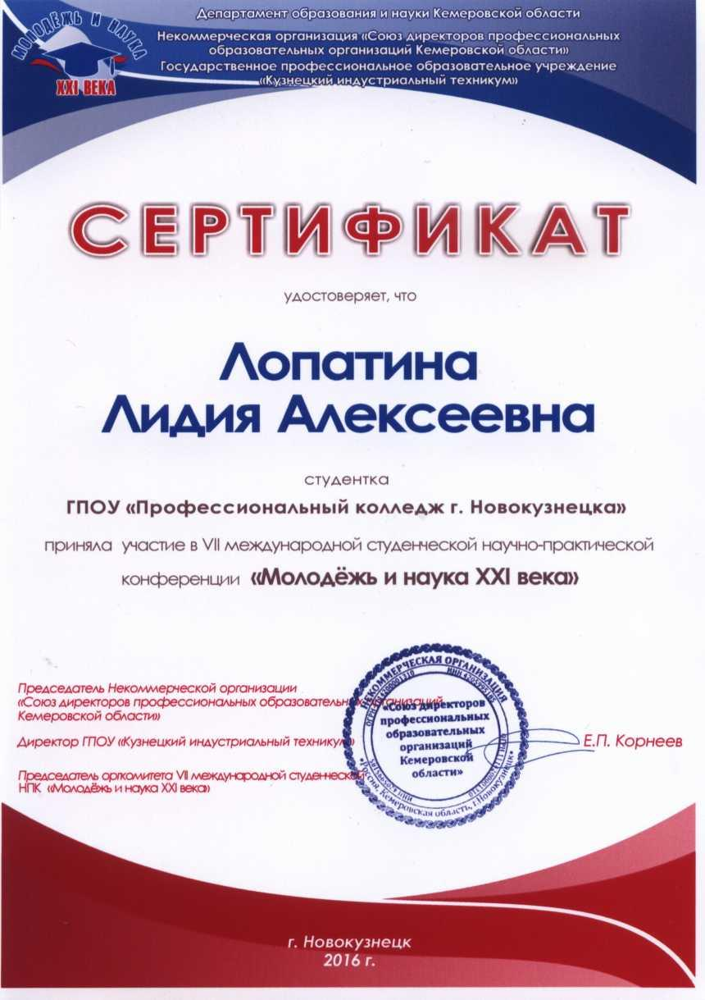 Департамент образования и науки Кемеровской области
Некоммерческая организация «Союз директоров профессиональных
образовательных организаций Кемеровской области»
Государственное профессиональное образовательное учреждение
«Кузнецкий индустриальный техникум»
МОЛОДЁЖЬ И НАУКА
XXI ВЕКА
СЕРТИФИКАТ
удостоверяет, что
Лопатина
Лидия Алексеевна
студентка
ГПОУ «Профессиональный колледж г. Новокузнецка»
приняла участие в VII международной студенческой научно-практической
конференции «Молодёжь и наука XXI века»
Председатель Некоммерческой организации
«Союз директоров профессиональных образовательных организаций
Кемеровской области»
Директор ГПОУ «Кузнецкий индустриальный техникум»
Е.П. Корнеев
Председатель оргкомитета VII международной студенческой
НПК «Молодёжь и наука XXI века»
НЕКОММЕРЧЕСКАЯ ОРГАНИЗАЦИЯ
«Союз директоров
профессиональных
образовательных
организаций
Кемеровской
области»
Россия, Кемеровская область, г.Новокузнецк
г. Новокузнецк
2016 г.